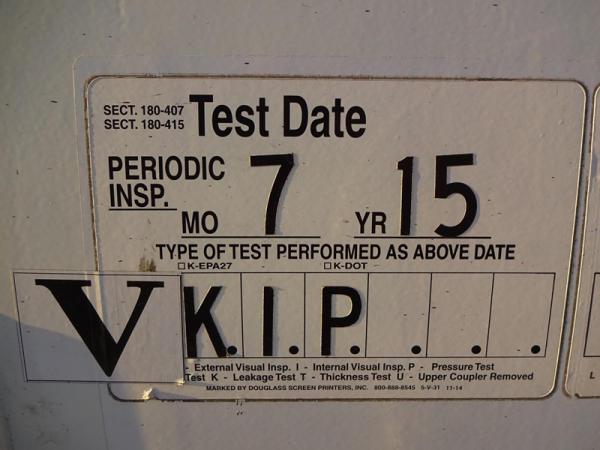 SECT. 180-407
SECT. 180-415
Test Date
PERIODIC
INSP.
MO 7 YR 15
TYPE OF TEST PERFORMED AS ABOVE DATE
□ K-EPA27 □ K-DOT
V K. I. P. . . .
- External Visual Insp. I - Internal Visual Insp. P - Pressure Test
Test K - Leakage Test T - Thickness Test U - Upper Coupler Removed
MARKED BY DOUGLASS SCREEN PRINTERS, INC. 800-888-8545 5-V-31 11-14
L